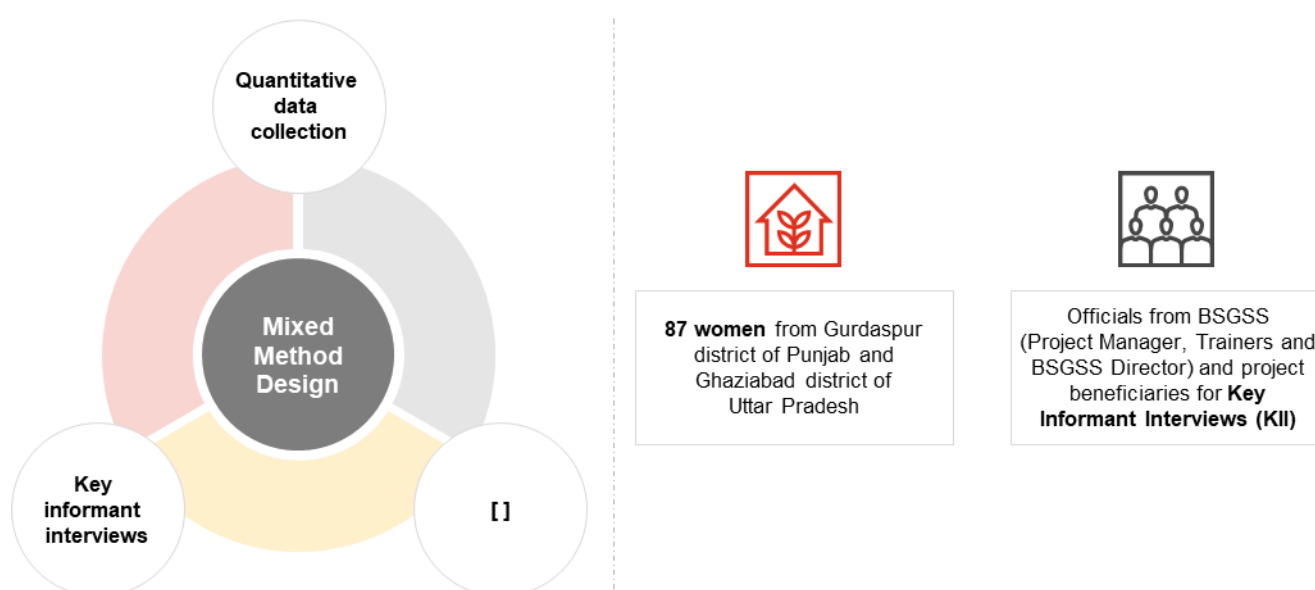 Quantitative
data
collection
Mixed
Method
Design
Key
informant
interviews
[ ]
87 women from Gurdaspur
district of Punjab and
Ghaziabad district of
Uttar Pradesh
Officials from BSGSS
(Project Manager, Trainers and
BSGSS Director) and project
beneficiaries for Key
Informant Interviews (KII)